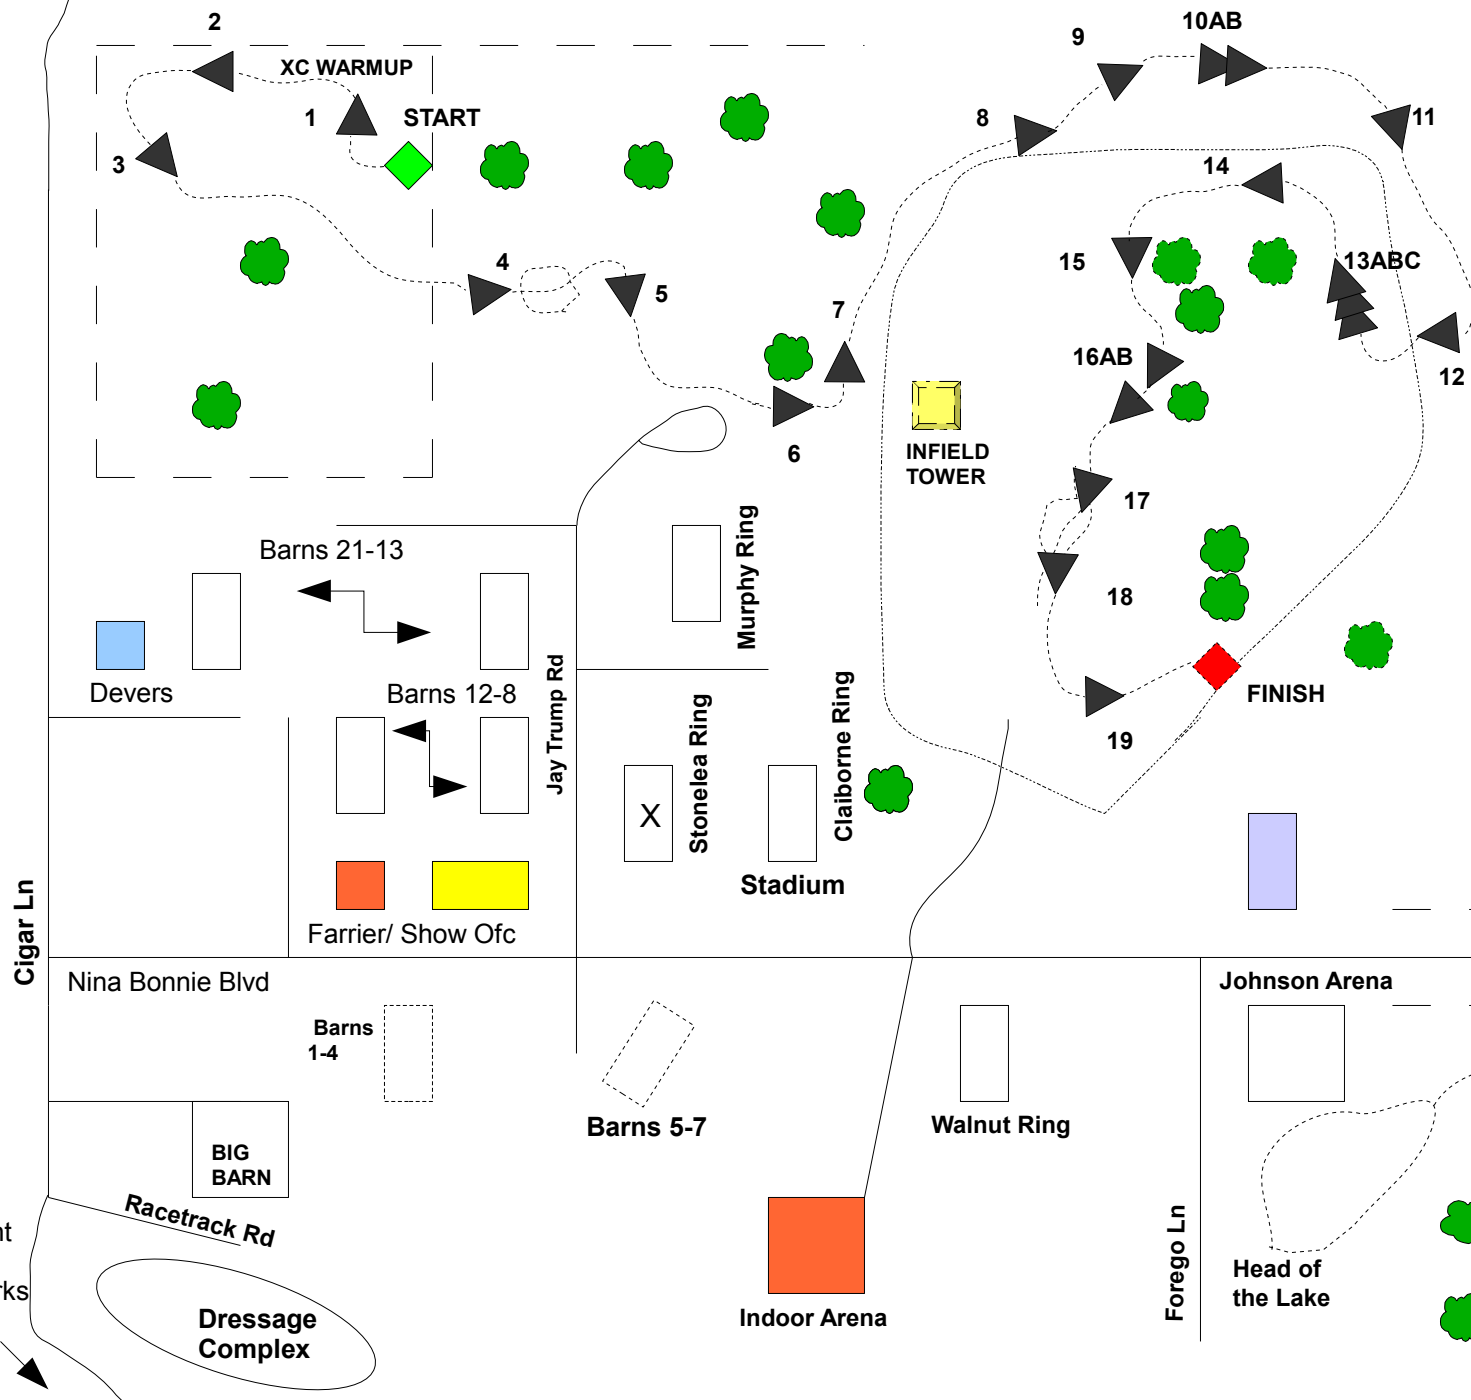 2
10AB
9
XC WARMUP
1
START
8
11
3
14
4
15
13ABC
5
7
16AB
12
6
INFIELD
TOWER
17
Barns 21-13
Murphy Ring
18
Devers
Barns 12-8
Jay Trump Rd
FINISH
19
Stonelea Ring
Claiborne Ring
X
Stadium
Cigar Ln
Farrier/ Show Ofc
Nina Bonnie Blvd
Johnson Arena
Barns
1-4
Barns 5-7
Walnut Ring
BIG
BARN
Racetrack Rd
Forego Ln
Head of
the Lake
Dressage
Complex
Indoor Arena